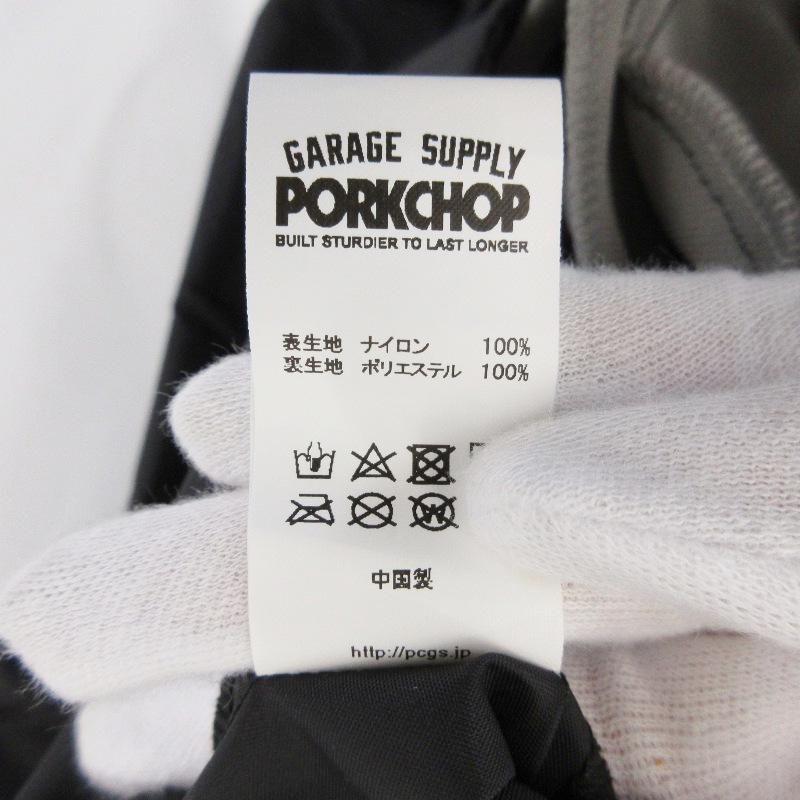 GARAGE SUPPLY
PORKCHOP
BUILT STURDIER TO LAST LONGER
表生地 ナイロン 100%
裏生地 ポリエステル 100%
中国製
http://pcgs.jp